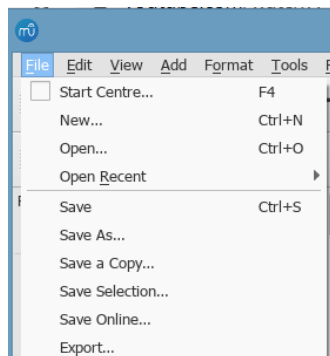 File Edit View Add Format Tools
Start Centre... F4
New... Ctrl+N
Open... Ctrl+O
Open Recent
Save Ctrl+S
Save As...
Save a Copy...
Save Selection...
Save Online...
Export...